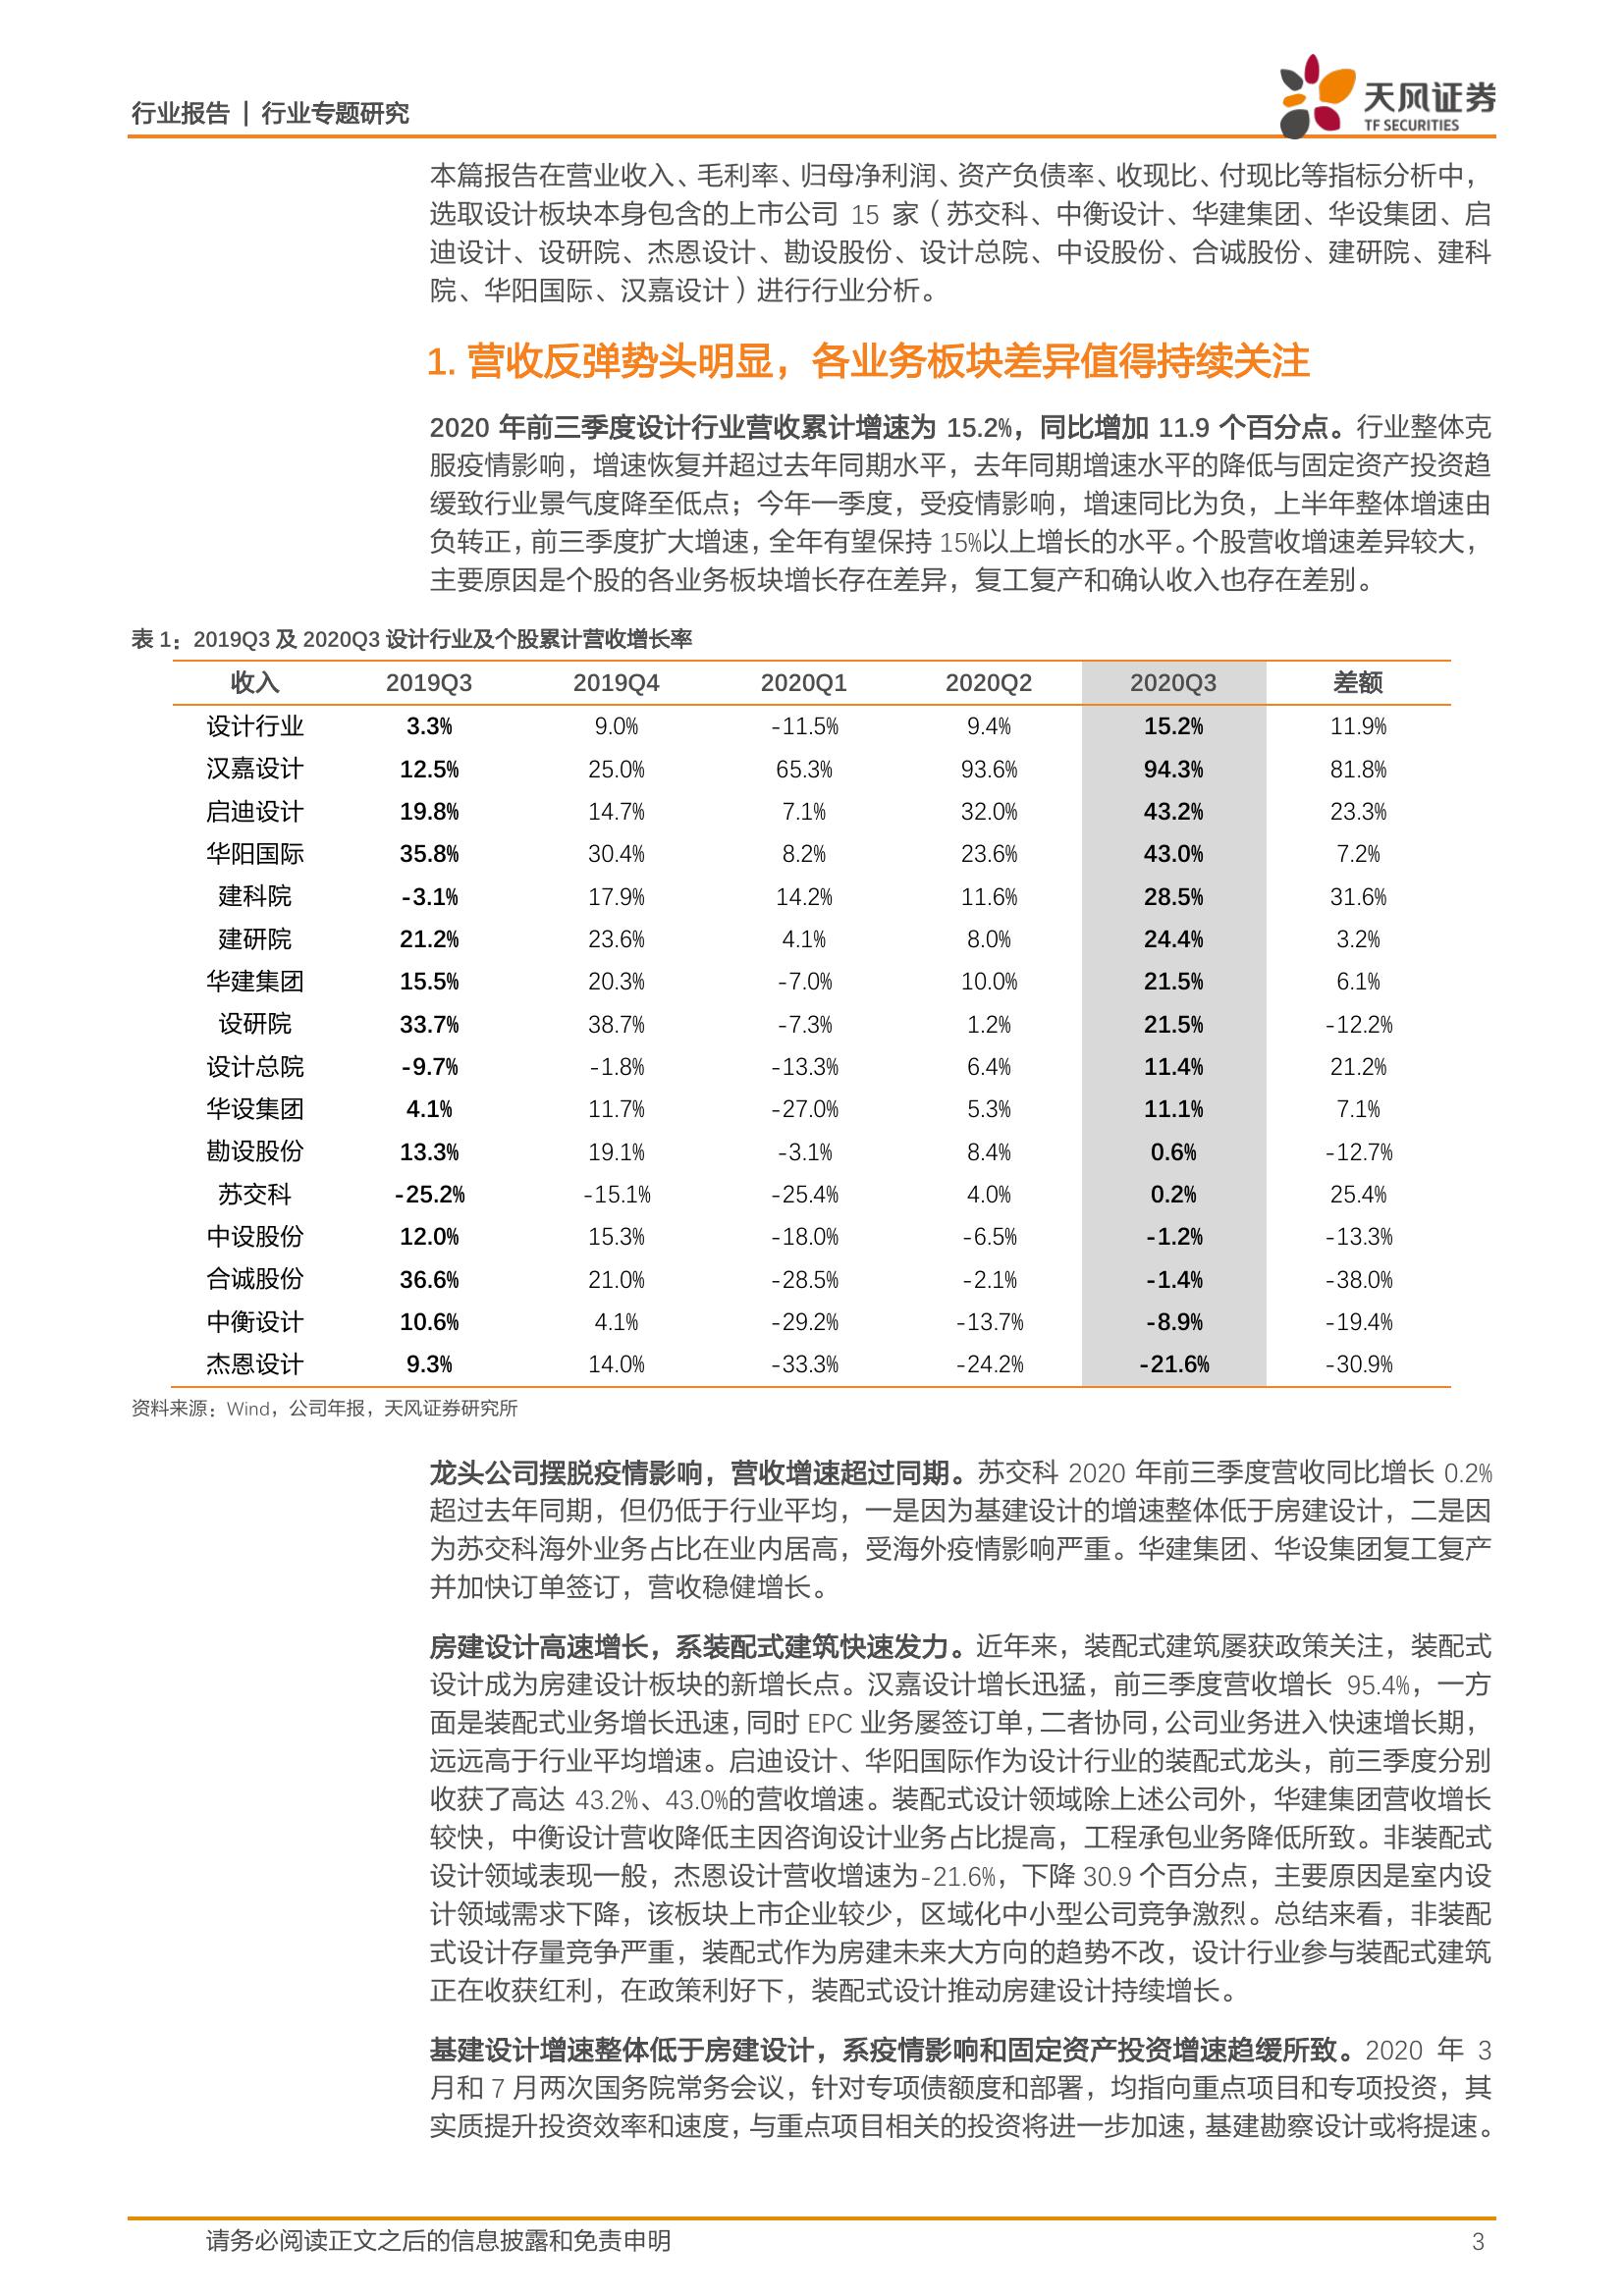 行业报告 | 行业专题研究
天风证券
TF SECURITIES
本篇报告在营业收入、毛利率、归母净利润、资产负债率、收现比、付现比等指标分析中，
选取设计板块本身包含的上市公司 15 家（苏交科、中衡设计、华建集团、华设集团、启
迪设计、设研院、杰恩设计、勘设股份、设计总院、中设股份、合诚股份、建研院、建科
院、华阳国际、汉嘉设计）进行行业分析。
1. 营收反弹势头明显，各业务板块差异值得持续关注
2020 年前三季度设计行业营收累计增速为 15.2%，同比增加 11.9 个百分点。行业整体克
服疫情影响，增速恢复并超过去年同期水平，去年同期增速水平的降低与固定资产投资趋
缓致行业景气度降至低点；今年一季度，受疫情影响，增速同比为负，上半年整体增速由
负转正，前三季度扩大增速，全年有望保持 15%以上增长的水平。个股营收增速差异较大，
主要原因是个股的各业务板块增长存在差异，复工复产和确认收入也存在差别。
表 1：2019Q3 及 2020Q3 设计行业及个股累计营收增长率
收入 2019Q3 2019Q4 2020Q1 2020Q2 2020Q3 差额
设计行业 3.3% 9.0% -11.5% 9.4% 15.2% 11.9%
汉嘉设计 12.5% 25.0% 65.3% 93.6% 94.3% 81.8%
启迪设计 19.8% 14.7% 7.1% 32.0% 43.2% 23.3%
华阳国际 35.8% 30.4% 8.2% 23.6% 43.0% 7.2%
建科院 -3.1% 17.9% 14.2% 11.6% 28.5% 31.6%
建研院 21.2% 23.6% 4.1% 8.0% 24.4% 3.2%
华建集团 15.5% 20.3% -7.0% 10.0% 21.5% 6.1%
设研院 33.7% 38.7% -7.3% 1.2% 21.5% -12.2%
设计总院 -9.7% -1.8% -13.3% 6.4% 11.4% 21.2%
华设集团 4.1% 11.7% -27.0% 5.3% 11.1% 7.1%
勘设股份 13.3% 19.1% -3.1% 8.4% 0.6% -12.7%
苏交科 -25.2% -15.1% -25.4% 4.0% 0.2% 25.4%
中设股份 12.0% 15.3% -18.0% -6.5% -1.2% -13.3%
合诚股份 36.6% 21.0% -28.5% -2.1% -1.4% -38.0%
中衡设计 10.6% 4.1% -29.2% -13.7% -8.9% -19.4%
杰恩设计 9.3% 14.0% -33.3% -24.2% -21.6% -30.9%
资料来源：Wind，公司年报，天风证券研究所
龙头公司摆脱疫情影响，营收增速超过同期。苏交科 2020 年前三季度营收同比增长 0.2%
超过去年同期，但仍低于行业平均，一是因为基建设计的增速整体低于房建设计，二是因
为苏交科海外业务占比在业内居高，受海外疫情影响严重。华建集团、华设集团复工复产
并加快订单签订，营收稳健增长。
房建设计高速增长，系装配式建筑快速发力。近年来，装配式建筑屡获政策关注，装配式
设计成为房建设计板块的新增长点。汉嘉设计增长迅猛，前三季度营收增长 95.4%，一方
面是装配式业务增长迅速，同时 EPC 业务屡签订单，二者协同，公司业务进入快速增长期，
远远高于行业平均增速。启迪设计、华阳国际作为设计行业的装配式龙头，前三季度分别
收获了高达 43.2%、43.0%的营收增速。装配式设计领域除上述公司外，华建集团营收增长
较快，中衡设计营收降低主因咨询设计业务占比提高，工程承包业务降低所致。非装配式
设计领域表现一般，杰恩设计营收增速为-21.6%，下降 30.9 个百分点，主要原因是室内设
计领域需求下降，该板块上市企业较少，区域化中小型公司竞争激烈。总结来看，非装配
式设计存量竞争严重，装配式作为房建未来大方向的趋势不改，设计行业参与装配式建筑
正在收获红利，在政策利好下，装配式设计推动房建设计持续增长。
基建设计增速整体低于房建设计，系疫情影响和固定资产投资增速趋缓所致。2020 年 3
月和 7 月两次国务院常务会议，针对专项债额度和部署，均指向重点项目和专项投资，其
实质提升投资效率和速度，与重点项目相关的投资将进一步加速，基建勘察设计或将提速。
请务必阅读正文之后的信息披露和免责申明 3